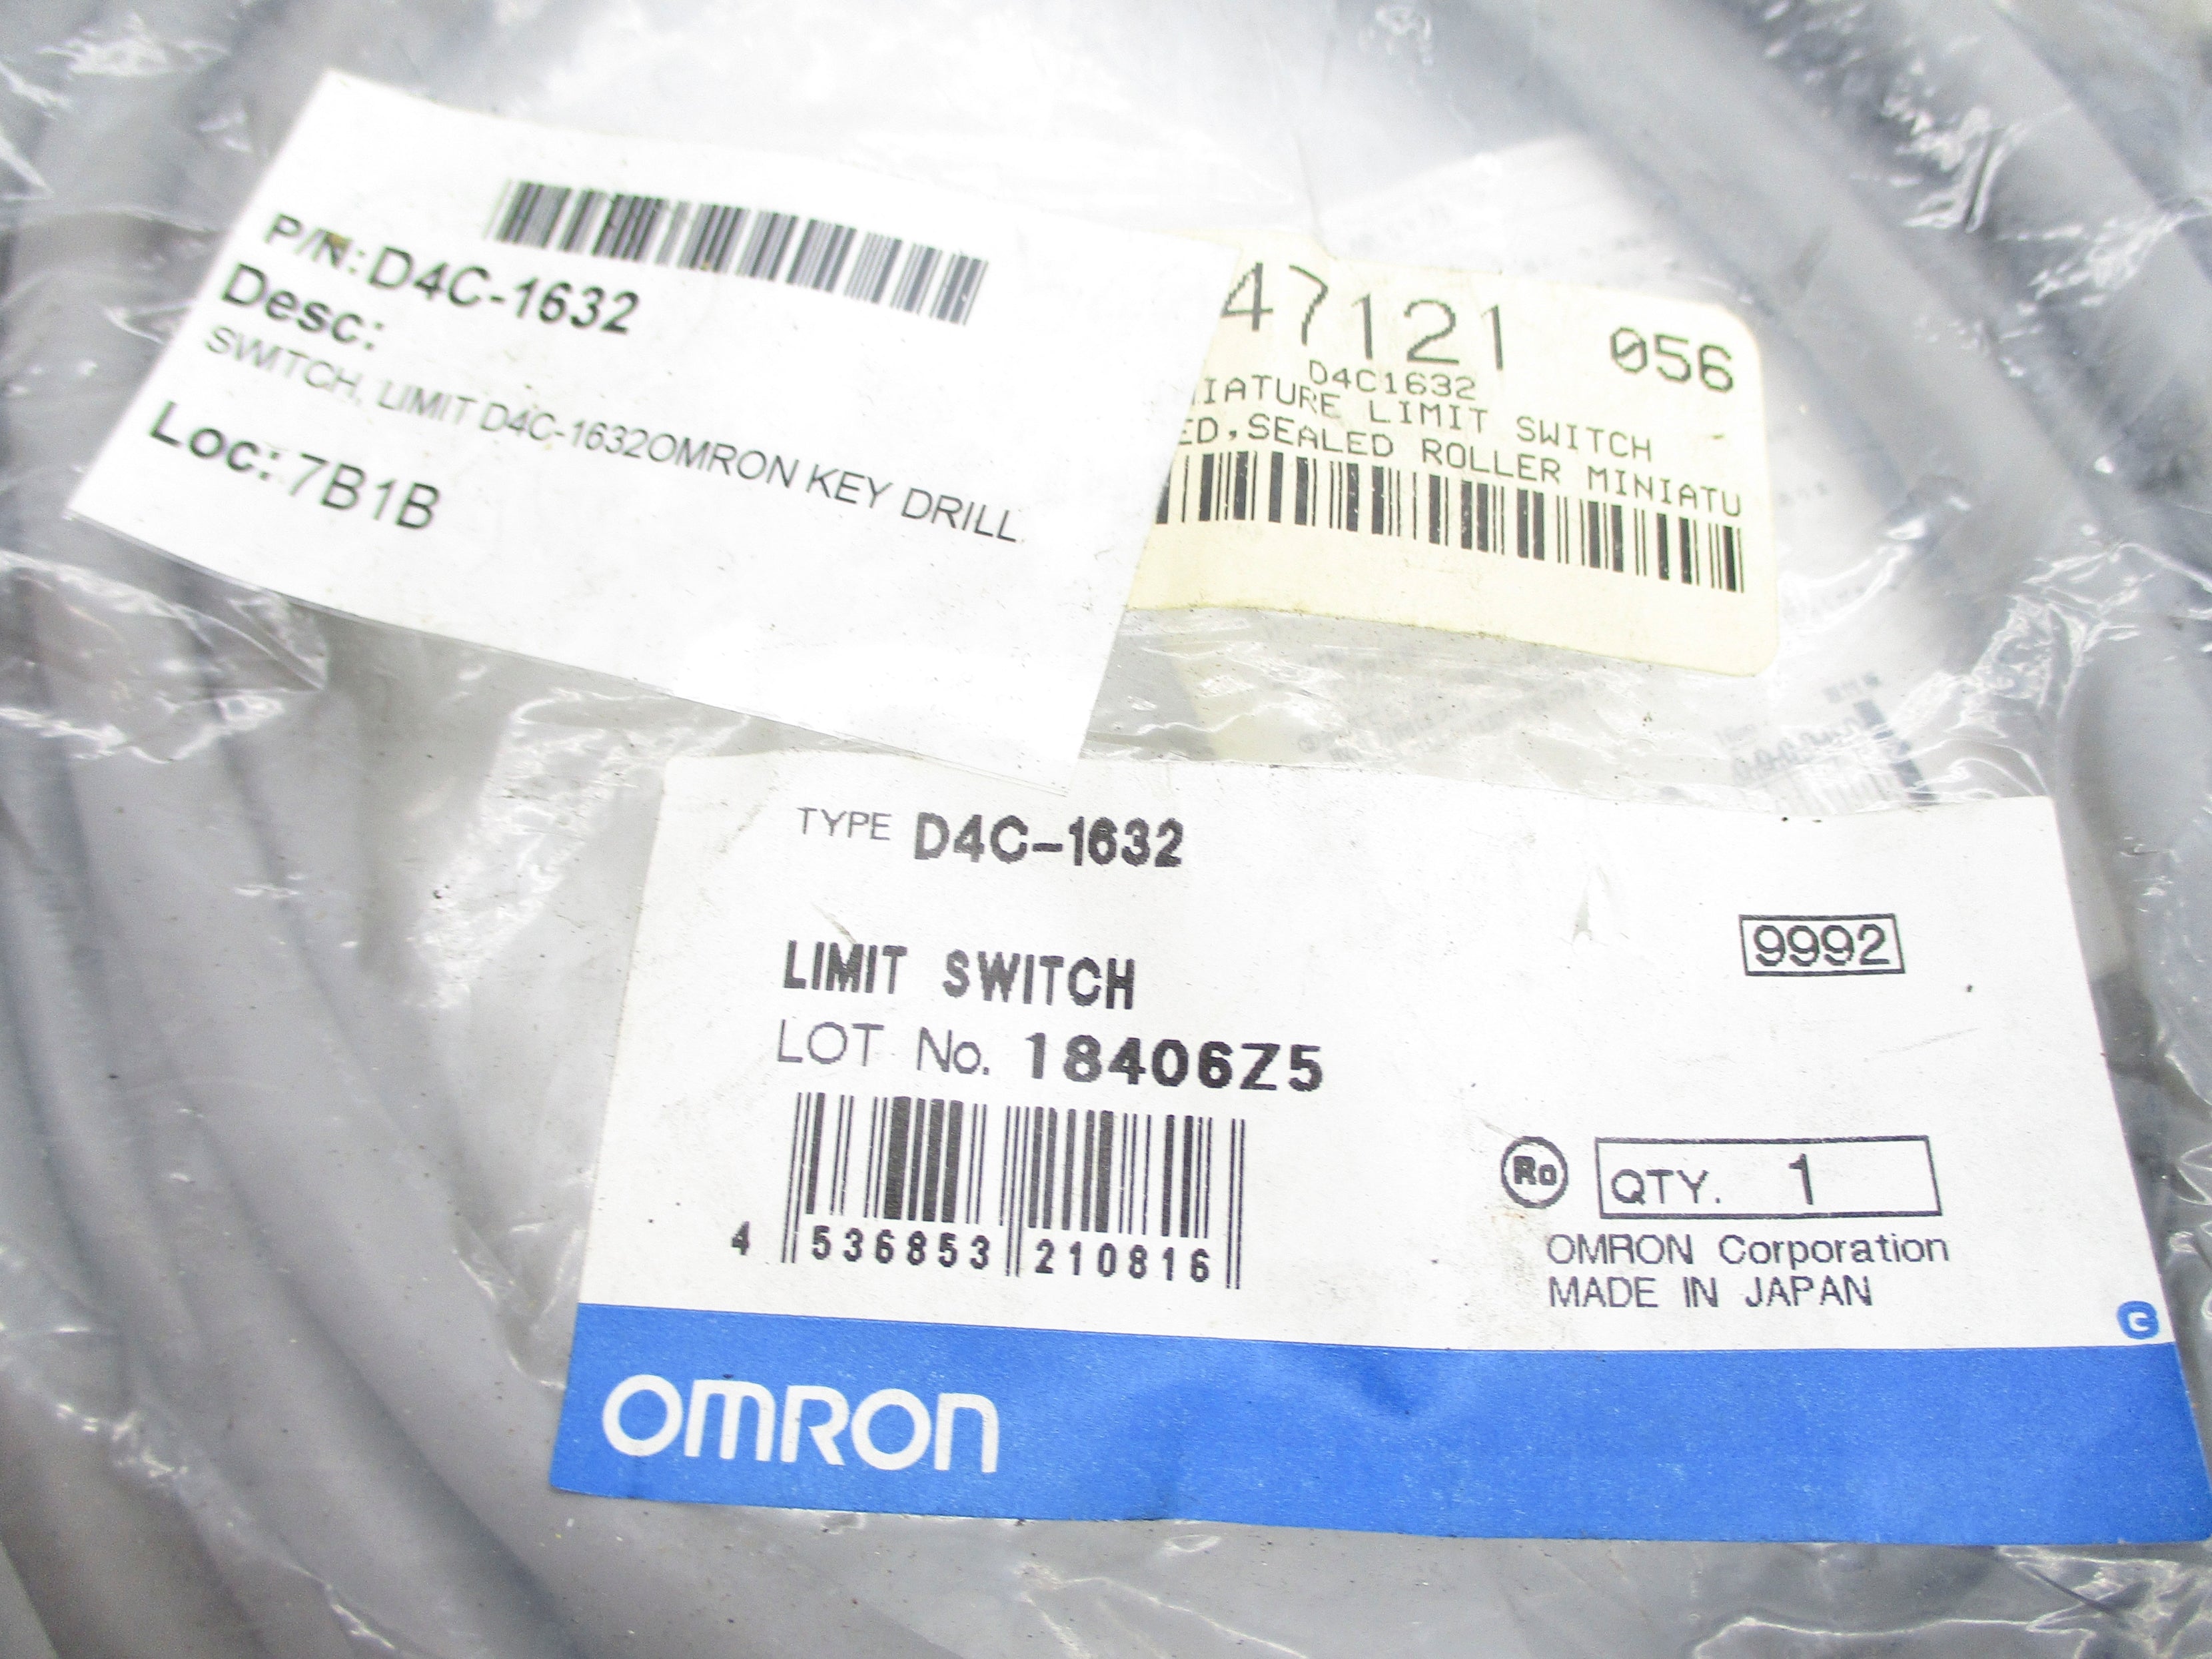 P/N: D4C-1632
Desc:
SWITCH, LIMIT D4C-1632OMRON KEY DRILL
Loc: 7B1B
47121 056
D4C1632
IATURE LIMIT SWITCH
ED,SEALED ROLLER MINIATU
TYPE D4C-1632
9992
LIMIT SWITCH
LOT No. 18406Z5
4 536853 210816
Ro QTY. 1
OMRON Corporation
MADE IN JAPAN
G
OMRON